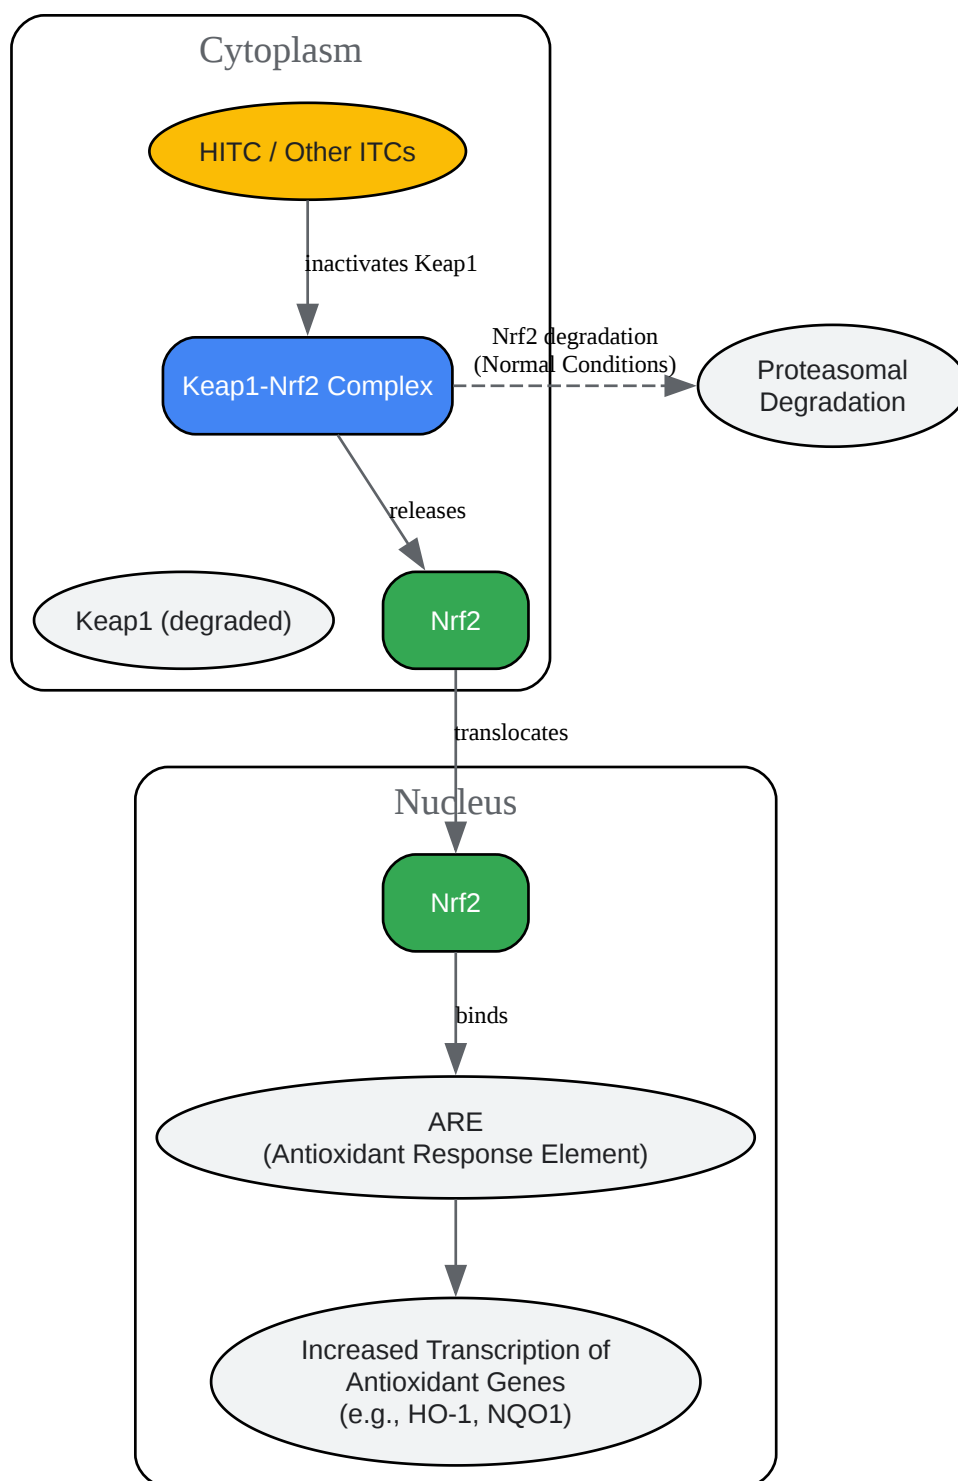 Cytoplasm
HITC / Other ITCs
inactivates Keap1
Keap1-Nrf2 Complex
Nrf2 degradation
(Normal Conditions)
Proteasomal
Degradation
releases
Keap1 (degraded)
Nrf2
translocates
Nucleus
Nrf2
binds
ARE
(Antioxidant Response Element)
Increased Transcription of
Antioxidant Genes
(e.g., HO-1, NQO1)